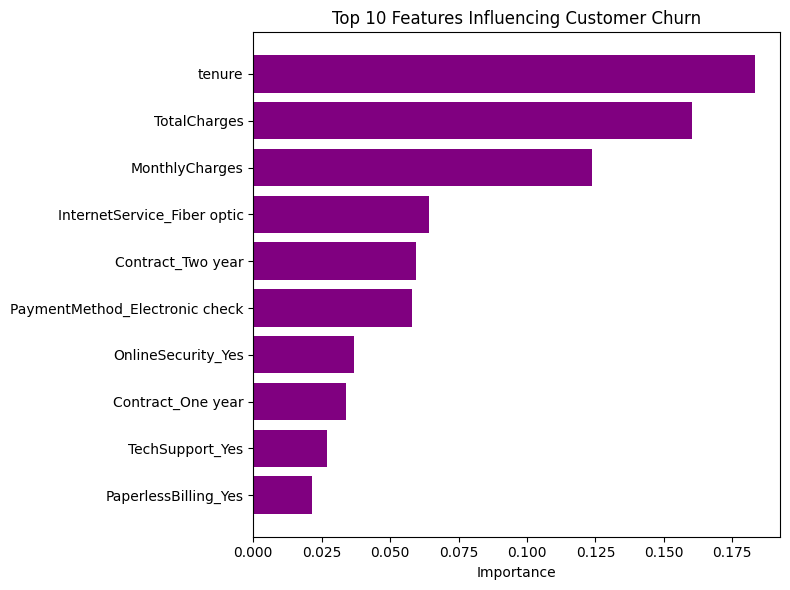 Top 10 Features Influencing Customer Churn
tenure
TotalCharges
MonthlyCharges
InternetService_Fiber optic
Contract_Two year
PaymentMethod_Electronic check
OnlineSecurity_Yes
Contract_One year
TechSupport_Yes
PaperlessBilling_Yes
0.000 0.025 0.050 0.075 0.100 0.125 0.150 0.175
Importance